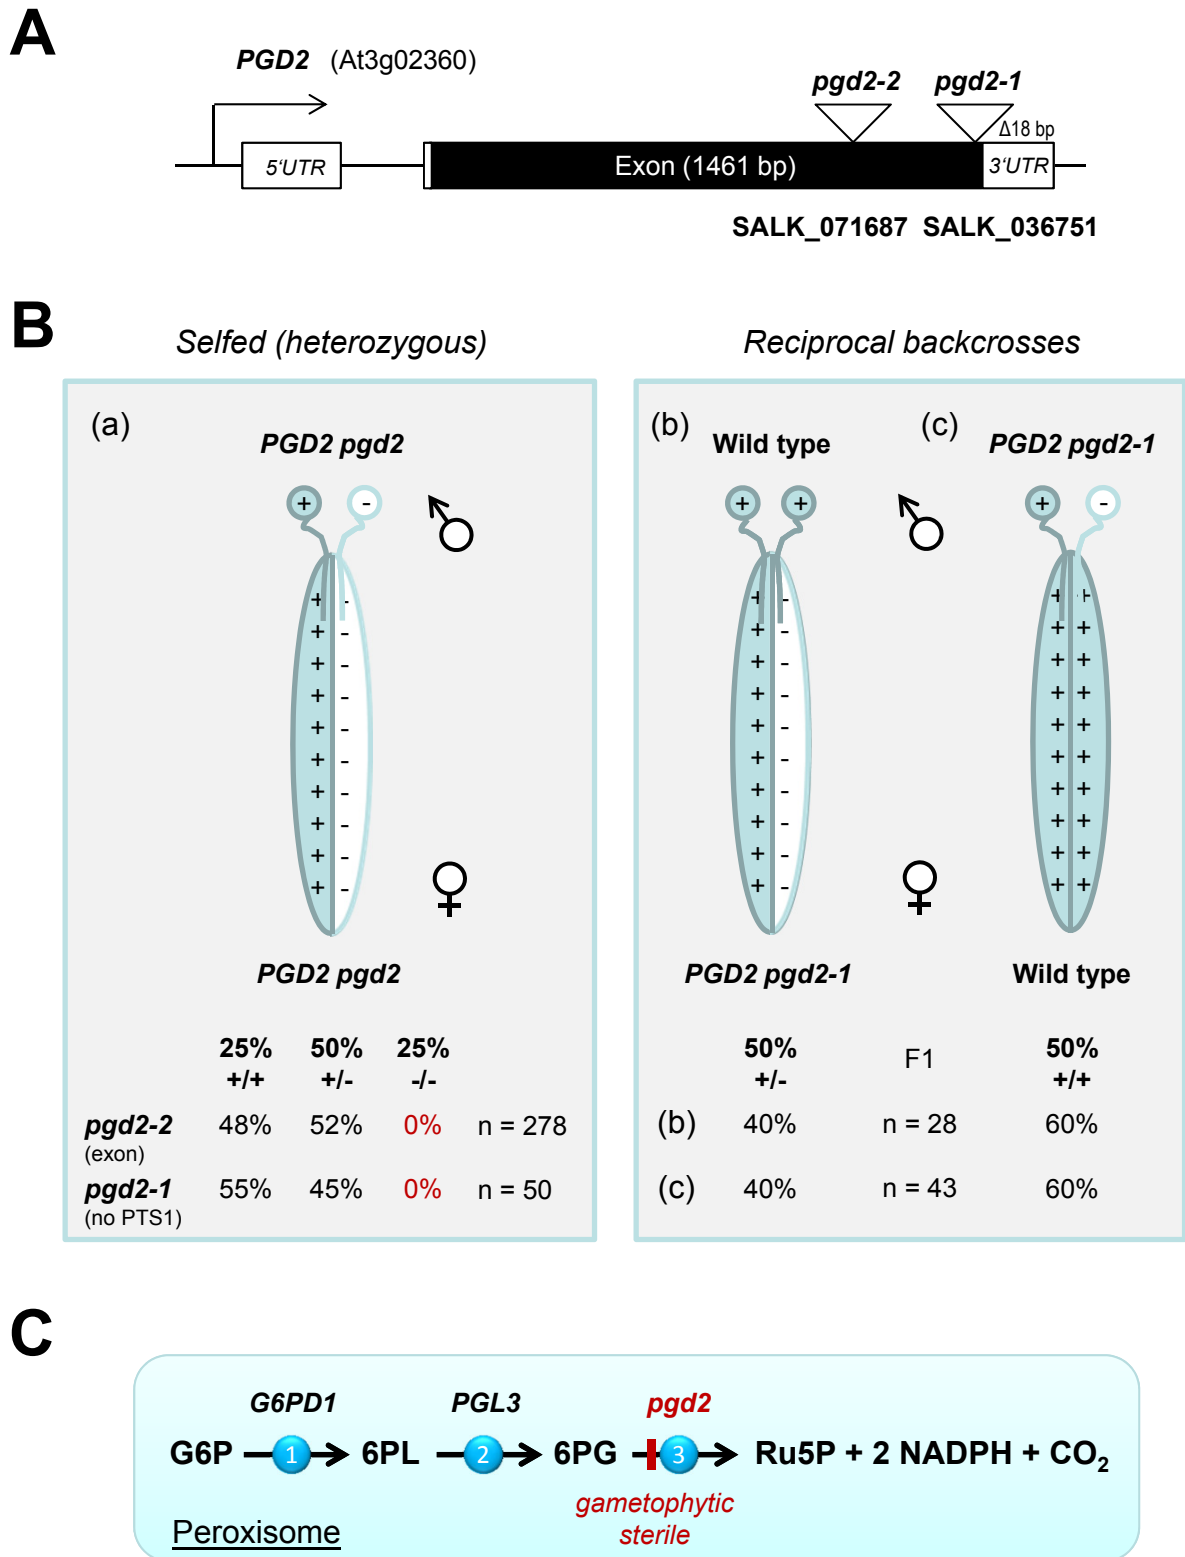 A
PGD2 (At3g02360)
pgd2-2 pgd2-1
Δ18 bp
5‘UTR Exon (1461 bp) 3‘UTR
SALK_071687 SALK_036751
B
Selfed (heterozygous)
(a)
PGD2 pgd2
+ -
+ -
+ -
+ -
+ -
+ -
+ -
+ -
+ -
+ -
+ -
PGD2 pgd2
25% 50% 25%
+/+ +/- -/-
pgd2-2 48% 52% 0% n = 278
(exon)
pgd2-1 55% 45% 0% n = 50
(no PTS1)
Reciprocal backcrosses
(b) Wild type (c) PGD2 pgd2-1
+ + + -
+ - + +
+ - + +
+ - + +
+ - + +
+ - + +
+ - + +
+ - + +
+ - + +
+ - + +
+ - + +
PGD2 pgd2-1 Wild type
50% F1 50%
+/- +/+
(b) 40% n = 28 60%
(c) 40% n = 43 60%
C
G6PD1 PGL3 pgd2
G6P 1 6PL 2 6PG 3 Ru5P + 2 NADPH + CO₂
gametophytic
sterile
Peroxisome